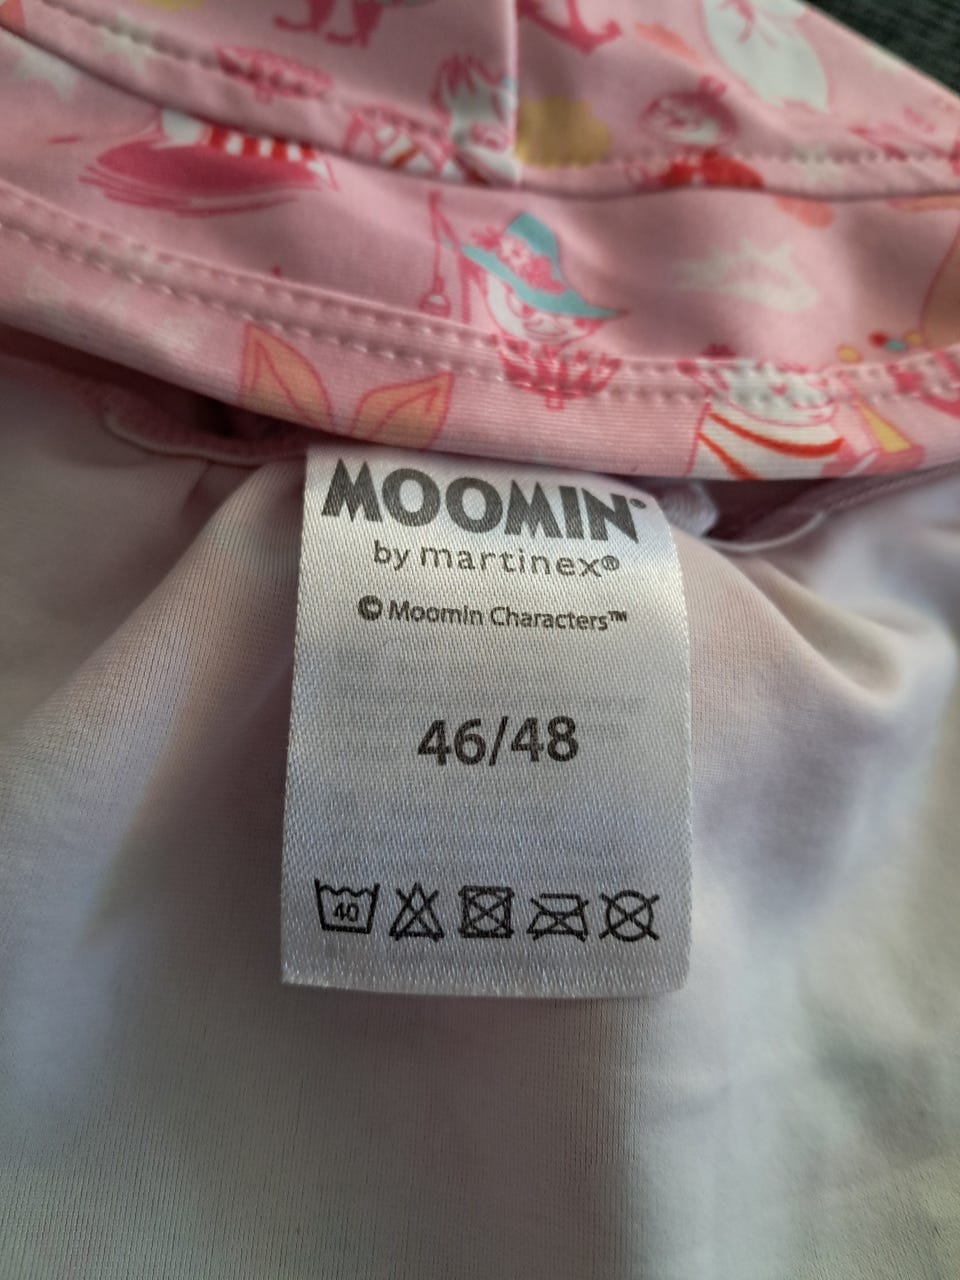 MOOMIN®
by martinex®
© Moomin Characters™
46/48
40